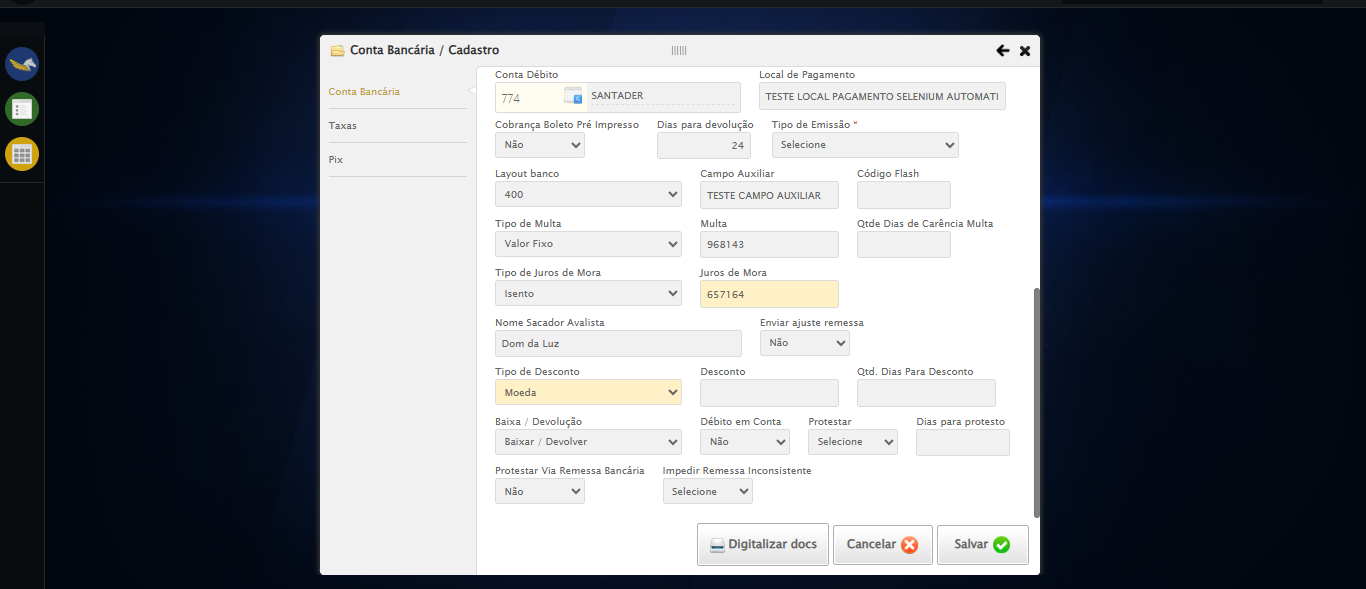 Conta Bancária / Cadastro
Conta Bancária
Taxas
Pix
Conta Débito Local de Pagamento
774 SANTADER TESTE LOCAL PAGAMENTO SELENIUM AUTOMATI
Cobrança Boleto Pré Impresso Dias para devolução Tipo de Emissão *
Não 24 Selecione
Layout banco Campo Auxiliar Código Flash
400 TESTE CAMPO AUXILIAR
Tipo de Multa Multa Qtde Dias de Carência Multa
Valor Fixo 968143
Tipo de Juros de Mora Juros de Mora
Isento 657164
Nome Sacador Avalista Enviar ajuste remessa
Dom da Luz Não
Tipo de Desconto Desconto Qtd. Dias Para Desconto
Moeda
Baixa / Devolução Débito em Conta Protestar Dias para protesto
Baixar / Devolver Não Selecione
Protestar Via Remessa Bancária Impedir Remessa Inconsistente
Não Selecione
Digitalizar docs Cancelar Salvar